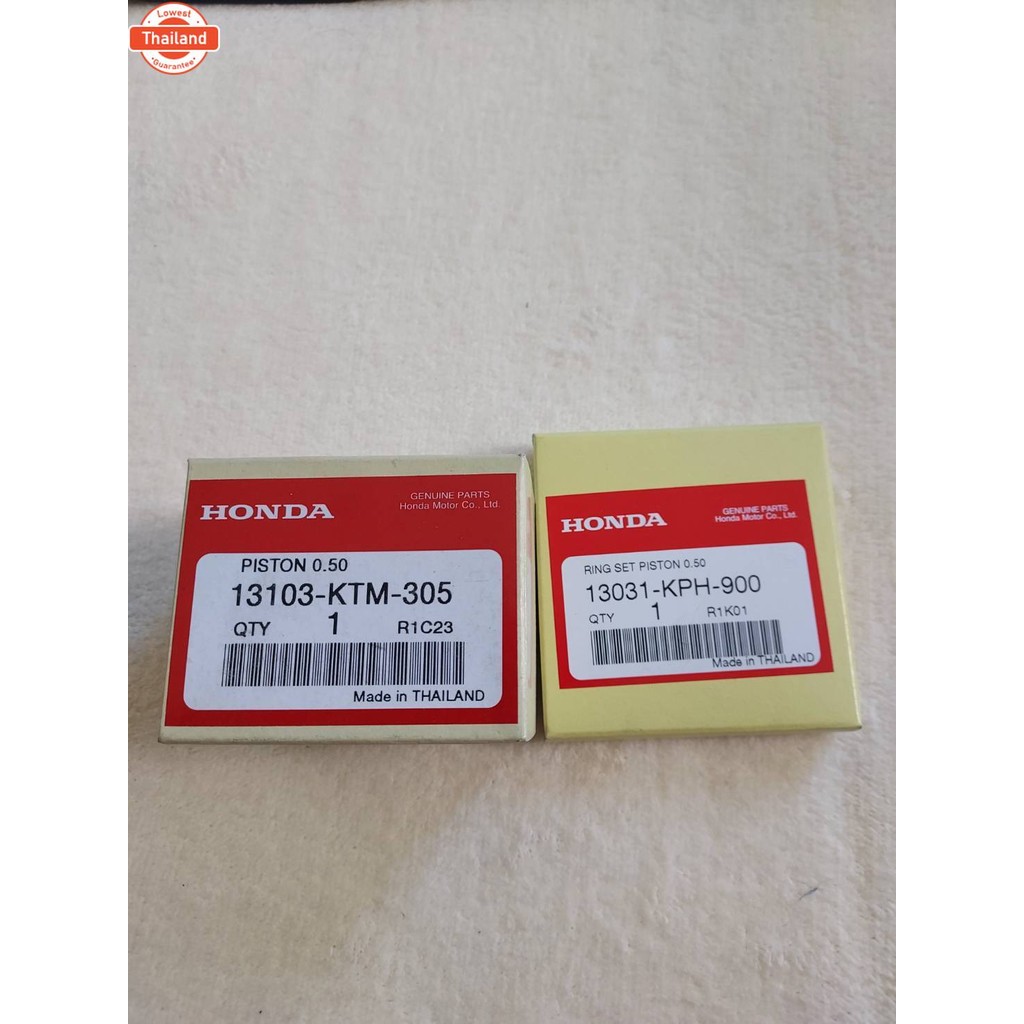 Lowest
Thailand
Guarantee
HONDA
GENUINE PARTS
Honda Motor Co., Ltd.
PISTON 0.50
13103-KTM-305
QTY 1 R1C23
Made in THAILAND
HONDA
GENUINE PARTS
Honda Motor Co., Ltd.
RING SET PISTON 0.50
13031-KPH-900
QTY 1 R1K01
Made in THAILAND